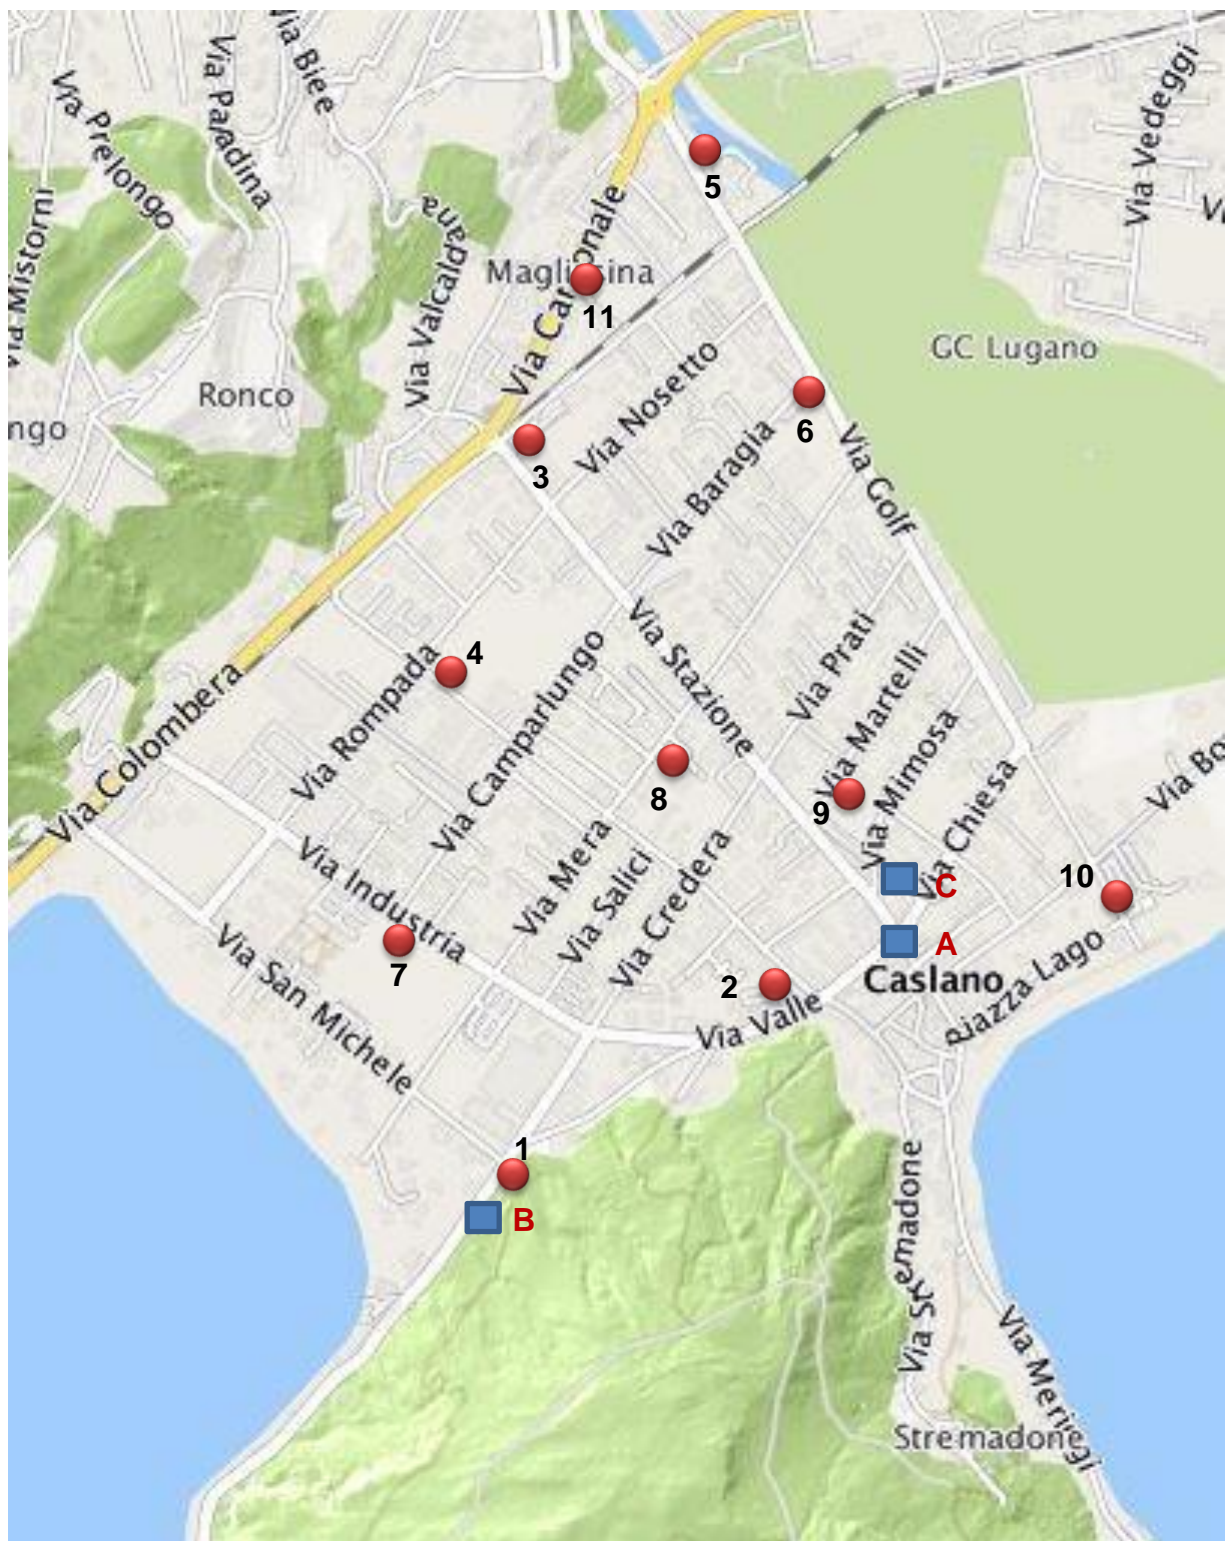 Via Biee
Via Paradina
Via Prelongo
Via Mistorni
Via Vedeggi
5
Via Valcaldana
Via Cantonale
11
GC Lugano
Ronco
ngo
Via Nosetto
6
3
Via Baragia
Via Golf
4
Via Stazione
Via Prati
Via Martelli
Via Mimosa
Via Rompada
Via Camparlungo
Via Colombera
8
9
Via Chiesa
Via Mera
Via Salici
Via Credera
Via Industria
C
10
A
7
2
Caslano
Piazza Lago
Via San Michele
Via Valle
1
B
Via Stremadone
Via Meriggi
Stremadone